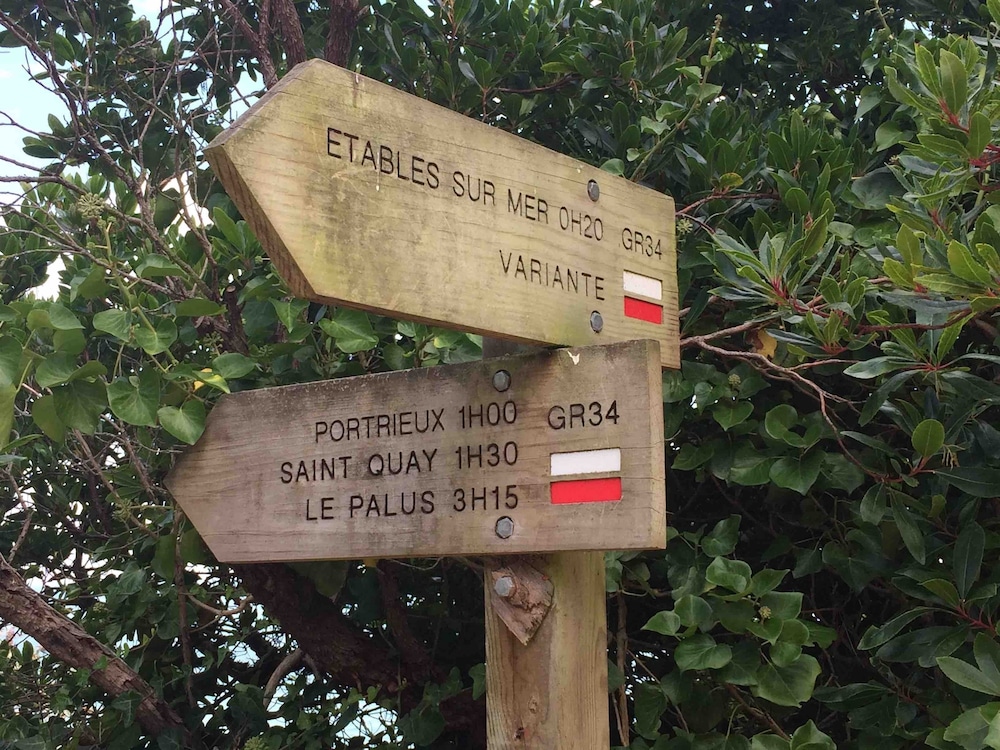 ETABLES SUR MER 0H20 GR34
VARIANTE
PORTRIEUX 1H00 GR34
SAINT QUAY 1H30
LE PALUS 3H15